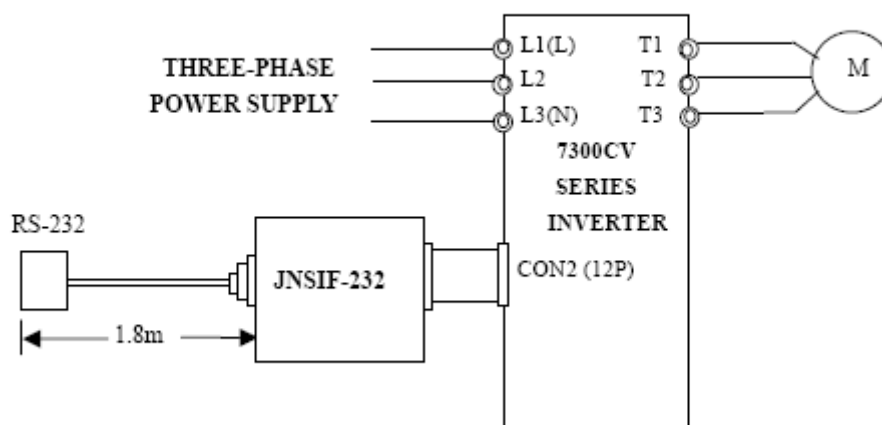 THREE-PHASE
POWER SUPPLY
L1(L)
L2
L3(N)
T1
T2
T3
M
7300CV
SERIES
INVERTER
RS-232
JNSIF-232
CON2 (12P)
1.8m